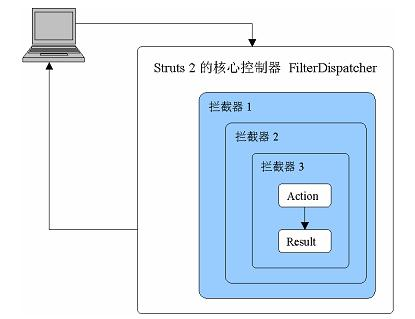 Struts 2 的核心控制器 FilterDispatcher
拦截器 1
拦截器 2
拦截器 3
Action
Result